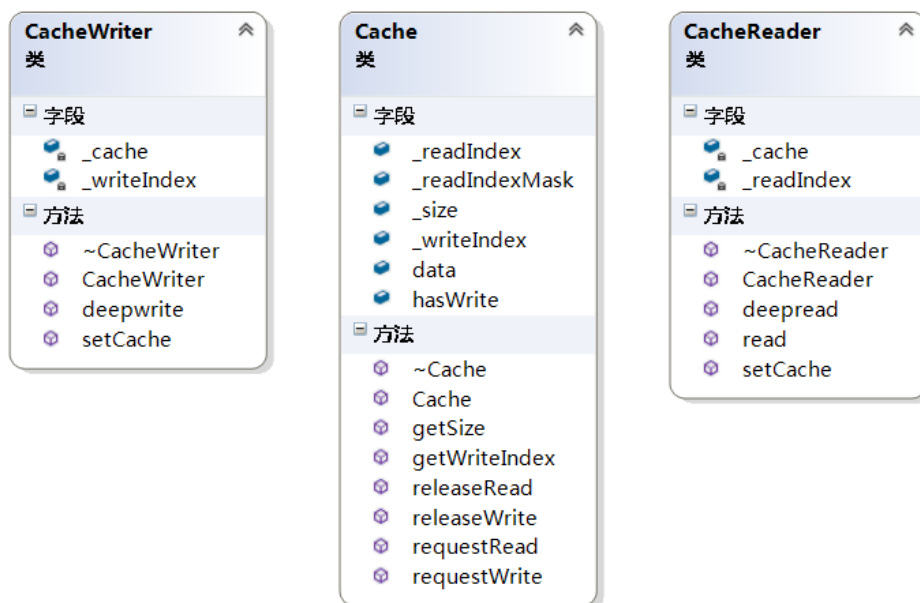 CacheWriter
类
字段
_cache
_writeIndex
方法
~CacheWriter
CacheWriter
deepwrite
setCache
Cache
类
字段
_readIndex
_readIndexMask
_size
_writeIndex
data
hasWrite
方法
~Cache
Cache
getSize
getWriteIndex
releaseRead
releaseWrite
requestRead
requestWrite
CacheReader
类
字段
_cache
_readIndex
方法
~CacheReader
CacheReader
deepread
read
setCache